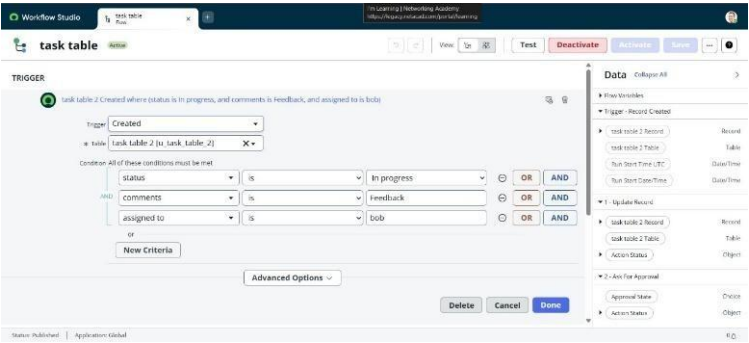 Workflow Studio
task table
Flow
I'm Learning | Networking Academy
task table
Active
View:
Test
Deactivate
Activate
Save
TRIGGER
task table 2 Created where (status is In progress, and comments is Feedback, and assigned to is bob)
Trigger Created
* Table task table 2 [u_task_table_2]
Condition All of these conditions must be met
status is In progress OR AND
AND comments is Feedback OR AND
assigned to is bob OR AND
or
New Criteria
Advanced Options
Delete Cancel Done
Data Collapse All
Flow Variables
Trigger - Record Created
task table 2 Record Record
task table 2 Table Table
Run Start Time UTC Date/Time
Run Start Date/Time Date/Time
1 - Update Record
task table 2 Record Record
task table 2 Table Table
Action Status Object
2 - Ask For Approval
Approval State Choice
Action Status Object
Status: Published | Application: Global